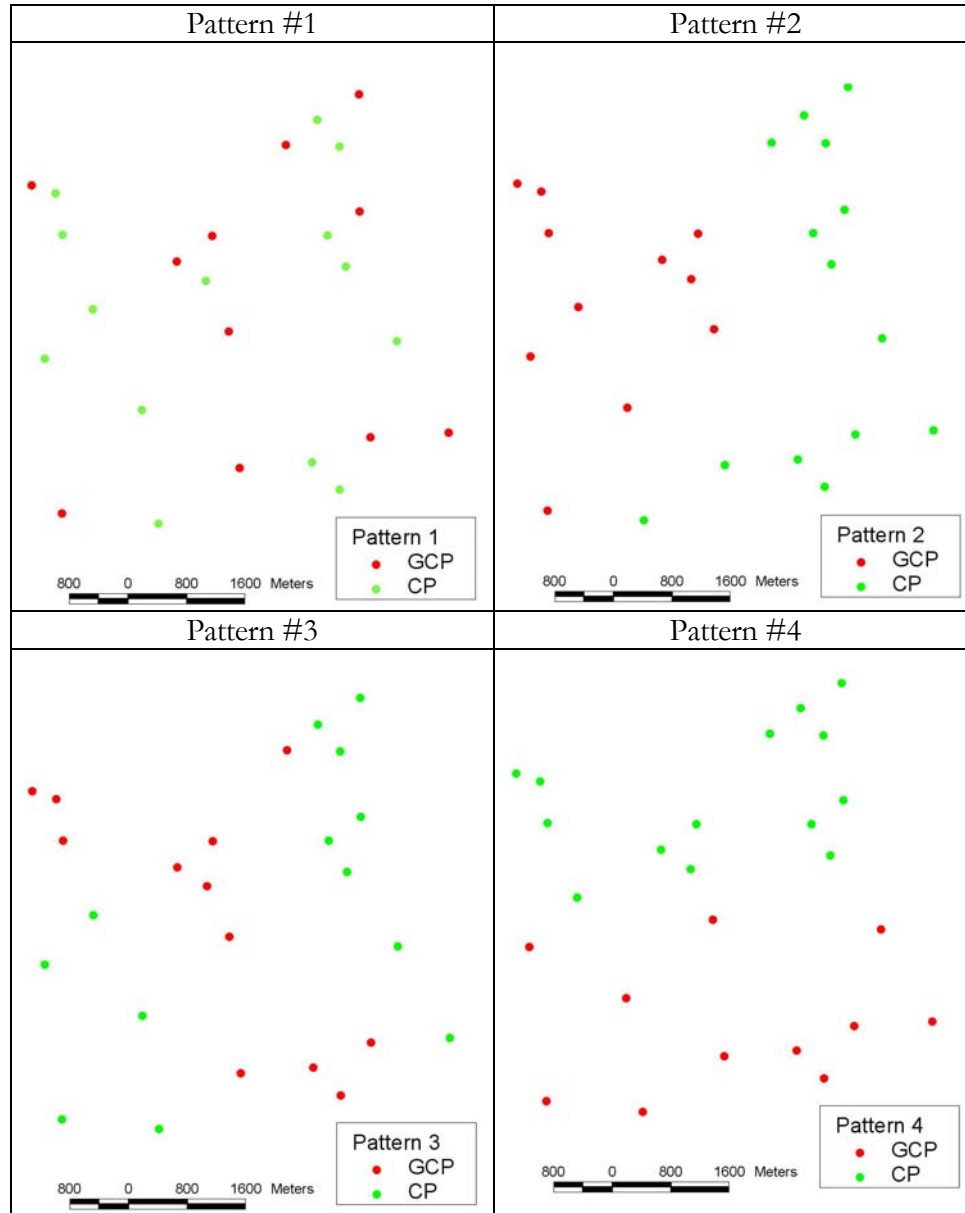 Pattern #1
Pattern #2
Pattern 1
GCP
CP
800 0 800 1600 Meters
Pattern 2
GCP
CP
800 0 800 1600 Meters
Pattern #3
Pattern #4
Pattern 3
GCP
CP
800 0 800 1600 Meters
Pattern 4
GCP
CP
800 0 800 1600 Meters